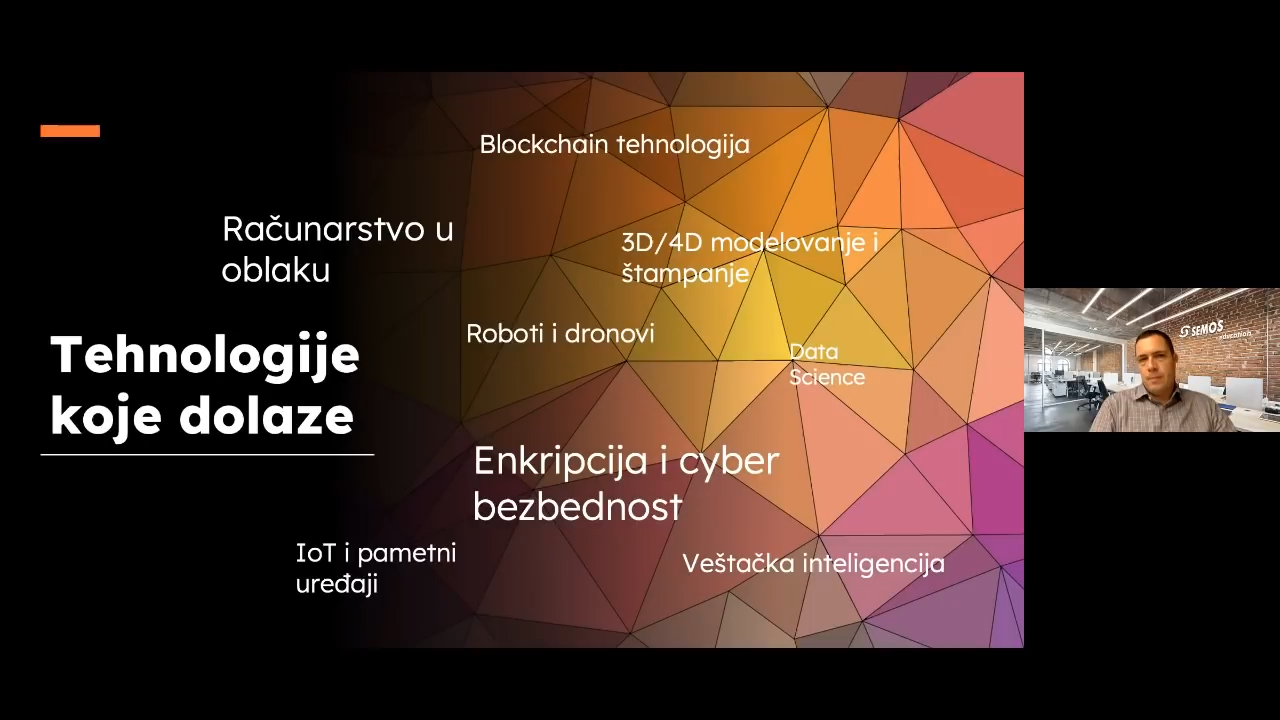 Blockchain tehnologija
Računarstvo u
oblaku
3D/4D modelovanje i
štampanje
Roboti i dronovi
Data
Science
Tehnologije
koje dolaze
Enkripcija i cyber
bezbednost
IoT i pametni
uređaji
Veštačka inteligencija
SEMOS
education